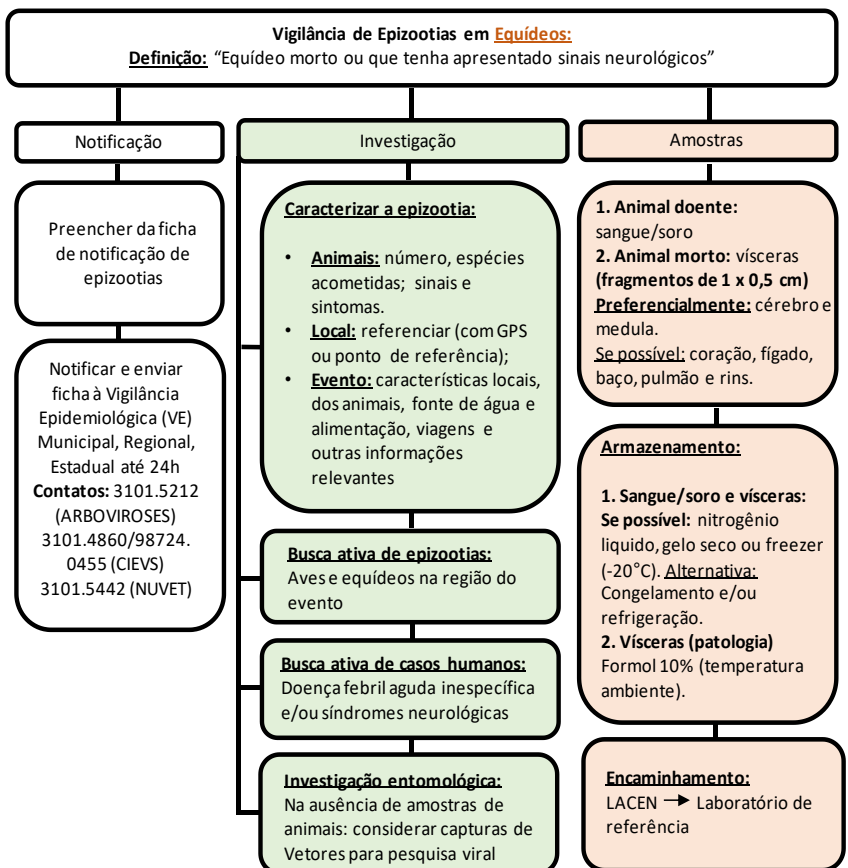 Vigilância de Epizootias em Equídeos:
Definição: “Equídeo morto ou que tenha apresentado sinais neurológicos”
Notificação
Preencher da ficha
de notificação de
epizootias
Notificar e enviar
ficha à Vigilância
Epidemiológica (VE)
Municipal, Regional,
Estadual até 24h
Contatos: 3101.5212
(ARBOVIROSES)
3101.4860/98724.
0455 (CIEVS)
3101.5442 (NUVET)
Investigação
Caracterizar a epizootia:
• Animais: número, espécies
acometidas; sinais e
sintomas.
• Local: referenciar (com GPS
ou ponto de referência);
• Evento: características locais,
dos animais, fonte de água e
alimentação, viagens e
outras informações
relevantes
Busca ativa de epizootias:
Aves e equídeos na região do
evento
Busca ativa de casos humanos:
Doença febril aguda inespecífica
e/ou síndromes neurológicas
Investigação entomológica:
Na ausência de amostras de
animais: considerar capturas de
Vetores para pesquisa viral
Amostras
1. Animal doente:
sangue/soro
2. Animal morto: vísceras
(fragmentos de 1 x 0,5 cm)
Preferencialmente: cérebro e
medula.
Se possível: coração, fígado,
baço, pulmão e rins.
Armazenamento:
1. Sangue/soro e vísceras:
Se possível: nitrogênio
liquido, gelo seco ou freezer
(-20°C). Alternativa:
Congelamento e/ou
refrigeração.
2. Vísceras (patologia)
Formol 10% (temperatura
ambiente).
Encaminhamento:
LACEN → Laboratório de
referência